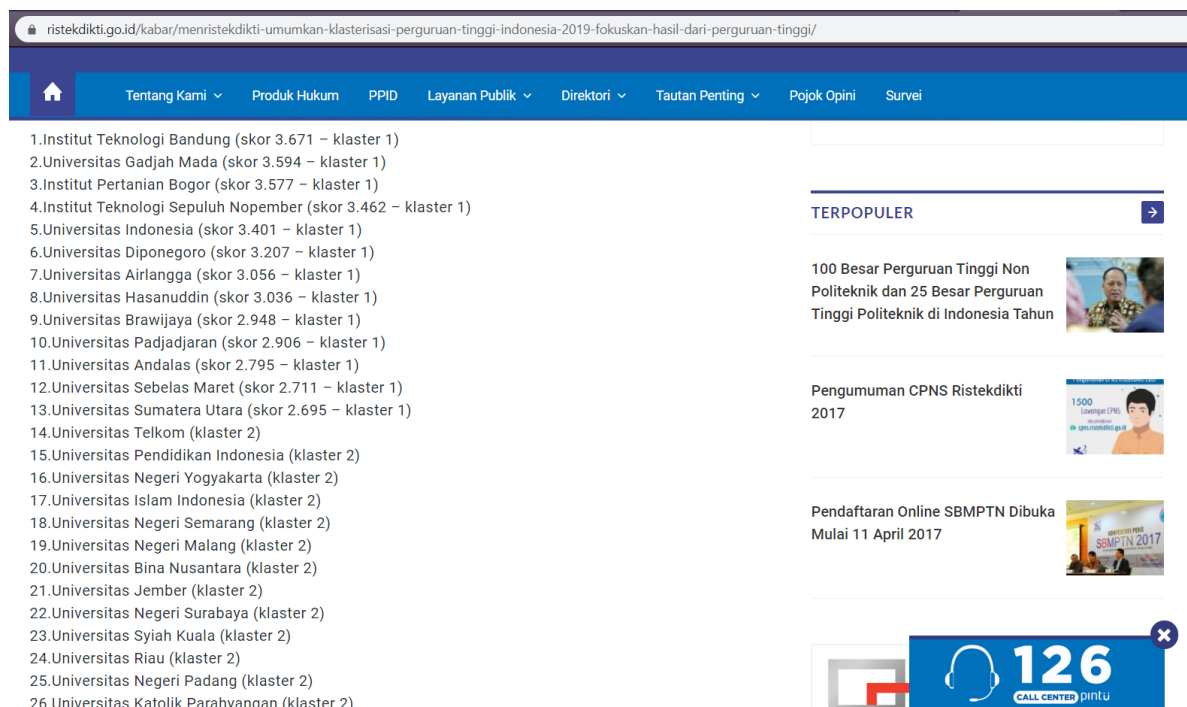 ristekdikti.go.id/kabar/menristekdikti-umumkan-klasterisasi-perguruan-tinggi-indonesia-2019-fokuskan-hasil-dari-perguruan-tinggi/
Tentang Kami Produk Hukum PPID Layanan Publik Direktori Tautan Penting Pojok Opini Survei
1.Institut Teknologi Bandung (skor 3.671 – klaster 1)
2.Universitas Gadjah Mada (skor 3.594 – klaster 1)
3.Institut Pertanian Bogor (skor 3.577 – klaster 1)
4.Institut Teknologi Sepuluh Nopember (skor 3.462 – klaster 1)
5.Universitas Indonesia (skor 3.401 – klaster 1)
6.Universitas Diponegoro (skor 3.207 – klaster 1)
7.Universitas Airlangga (skor 3.056 – klaster 1)
8.Universitas Hasanuddin (skor 3.036 – klaster 1)
9.Universitas Brawijaya (skor 2.948 – klaster 1)
10.Universitas Padjadjaran (skor 2.906 – klaster 1)
11.Universitas Andalas (skor 2.795 – klaster 1)
12.Universitas Sebelas Maret (skor 2.711 – klaster 1)
13.Universitas Sumatera Utara (skor 2.695 – klaster 1)
14.Universitas Telkom (klaster 2)
15.Universitas Pendidikan Indonesia (klaster 2)
16.Universitas Negeri Yogyakarta (klaster 2)
17.Universitas Islam Indonesia (klaster 2)
18.Universitas Negeri Semarang (klaster 2)
19.Universitas Negeri Malang (klaster 2)
20.Universitas Bina Nusantara (klaster 2)
21.Universitas Jember (klaster 2)
22.Universitas Negeri Surabaya (klaster 2)
23.Universitas Syiah Kuala (klaster 2)
24.Universitas Riau (klaster 2)
25.Universitas Negeri Padang (klaster 2)
26.Universitas Katolik Parahyangan (klaster 2)
TERPOPULER
100 Besar Perguruan Tinggi Non
Politeknik dan 25 Besar Perguruan
Tinggi Politeknik di Indonesia Tahun
Pengumuman CPNS Ristekdikti
2017
1500
Lowongan CPNS
cpns.ristekdikti.go.id
Pendaftaran Online SBMPTN Dibuka
Mulai 11 April 2017
SBMPTN 2017
126
CALL CENTER pintu